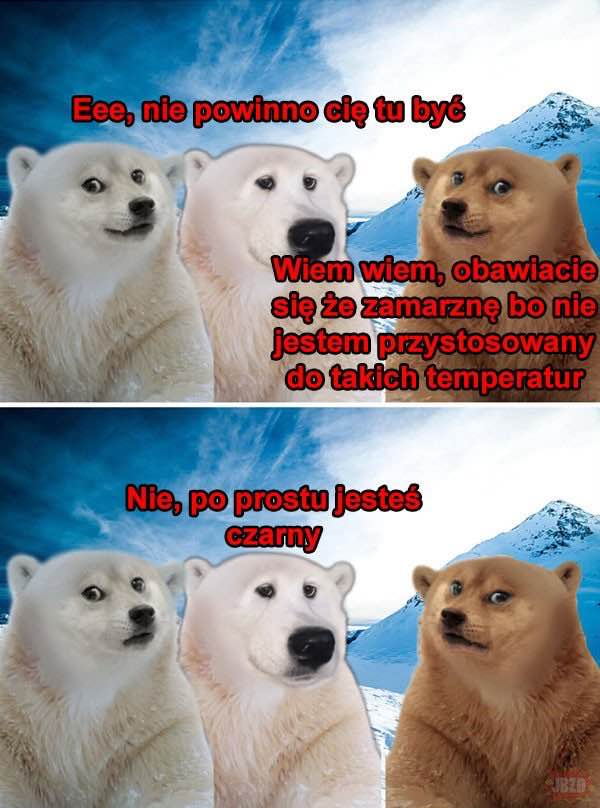 Eee, nie powinno cię tu być
Wiem wiem, obawiacie
się że zamarznę bo nie
jestem przystosowany
do takich temperatur
Nie, po prostu jesteś
czarny
JBZD